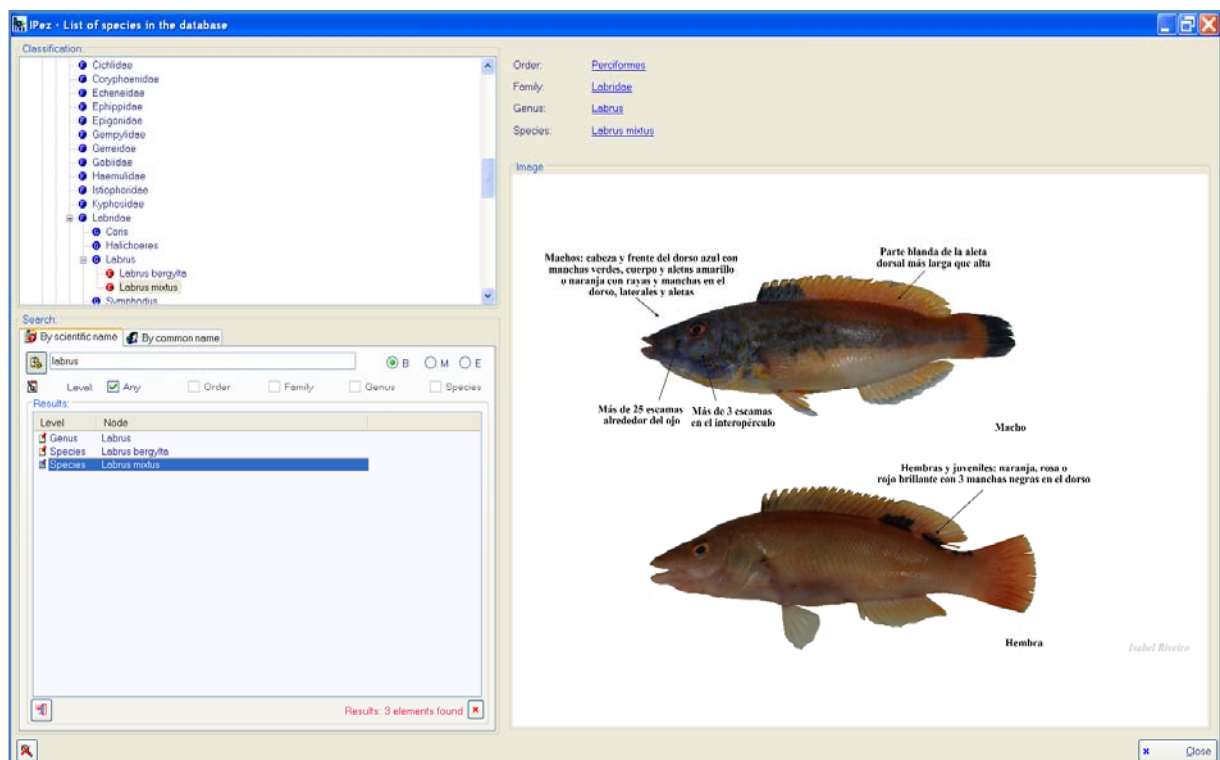 IPez - List of species in the database
Classification:
Cichlidae
Coryphaenidae
Echeneidae
Ephippidae
Epigonidae
Gempylidae
Gerreidae
Gobiidae
Haemulidae
Istiophoridae
Kyphosidae
Labridae
Coris
Halichoeres
Labrus
Labrus bergylta
Labrus mixtus
Symphodus
Search:
By scientific name
By common name
labrus
B
M
E
Level:
Any
Order
Family
Genus
Species
Results:
Level Node
Genus Labrus
Species Labrus bergylta
Species Labrus mixtus
Results: 3 elements found
Order: Perciformes
Family: Labridae
Genus: Labrus
Species: Labrus mixtus
Image
Machos: cabeza y frente del dorso azul con
manchas verdes, cuerpo y aletas amarillo
o naranja con rayas y manchas en el
dorso, laterales y aletas
Parte blanda de la aleta
dorsal más larga que alta
Más de 25 escamas
alrededor del ojo
Más de 3 escamas
en el interopérculo
Macho
Hembras y juveniles: naranja, rosa o
rojo brillante con 3 manchas negras en el dorso
Hembra
Isabel Riveiro
Close